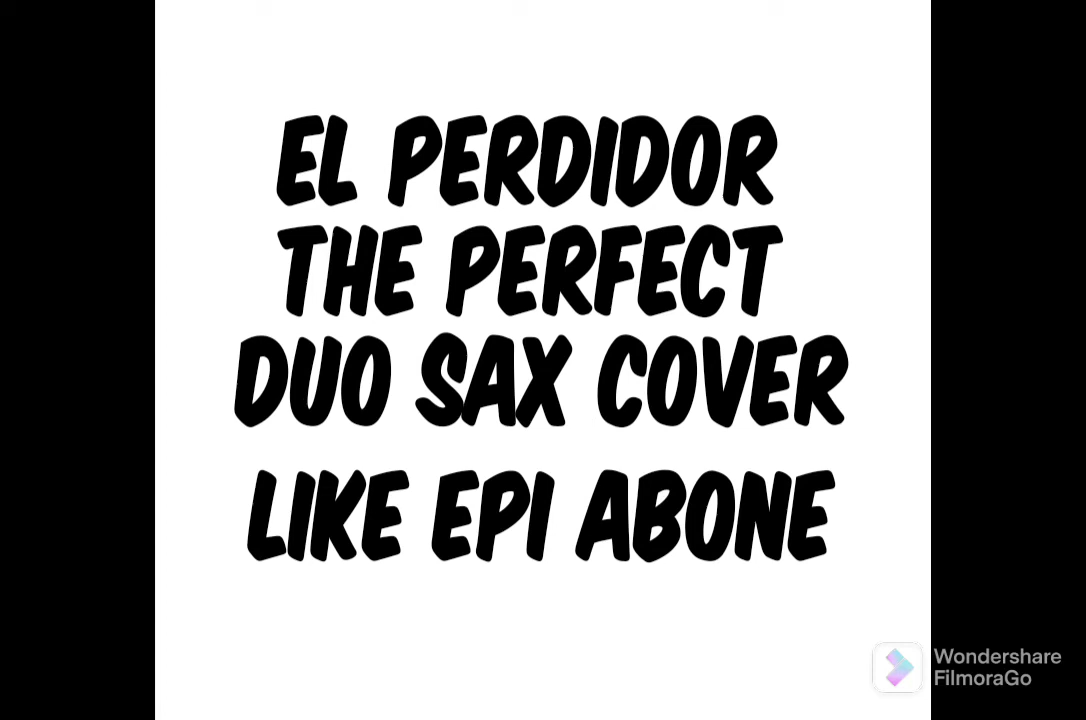 EL PERDIDOR
THE PERFECT
DUO SAX COVER
LIKE EPI ABONE
Wondershare
FilmoraGo